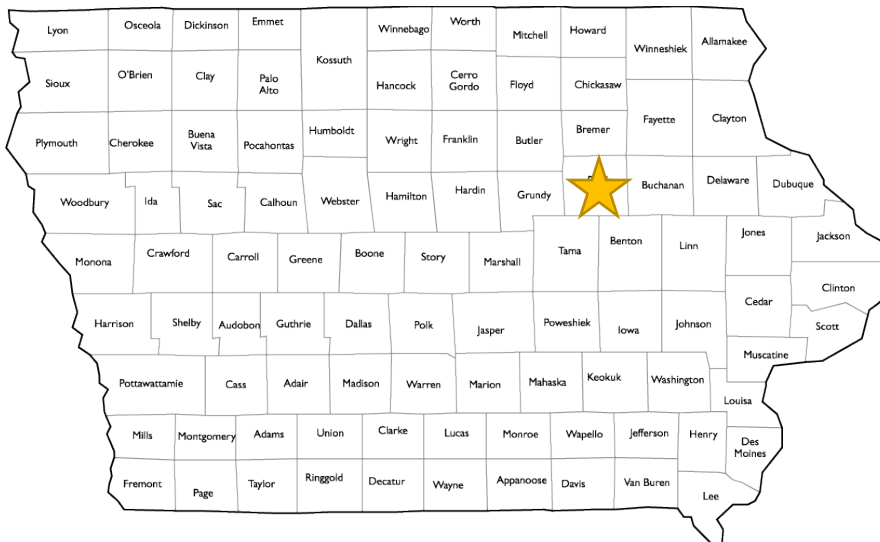 Lyon
Osceola
Dickinson
Emmet
Winnebago
Worth
Mitchell
Howard
Winneshiek
Allamakee
Kossuth
Sioux
O'Brien
Clay
Palo
Alto
Hancock
Cerro
Gordo
Floyd
Chickasaw
Plymouth
Cherokee
Buena
Vista
Pocahontas
Humboldt
Wright
Franklin
Butler
Bremer
Fayette
Clayton
Woodbury
Ida
Sac
Calhoun
Webster
Hamilton
Hardin
Grundy
Buchanan
Delaware
Dubuque
Monona
Crawford
Carroll
Greene
Boone
Story
Marshall
Tama
Benton
Linn
Jones
Jackson
Clinton
Harrison
Shelby
Audobon
Guthrie
Dallas
Polk
Jasper
Poweshiek
Iowa
Johnson
Cedar
Scott
Muscatine
Pottawattamie
Cass
Adair
Madison
Warren
Marion
Mahaska
Keokuk
Washington
Louisa
Mills
Montgomery
Adams
Union
Clarke
Lucas
Monroe
Wapello
Jefferson
Henry
Des
Moines
Fremont
Page
Taylor
Ringgold
Decatur
Wayne
Appanoose
Davis
Van Buren
Lee